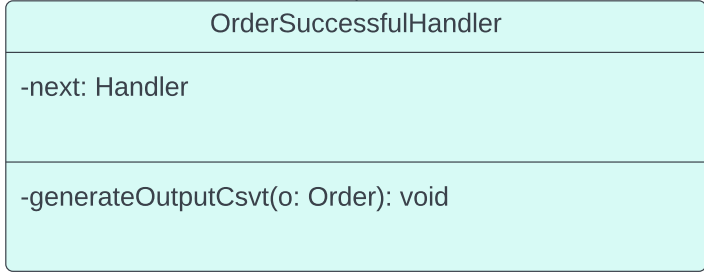 OrderSuccessfulHandler
-next: Handler
-generateOutputCsvt(o: Order): void